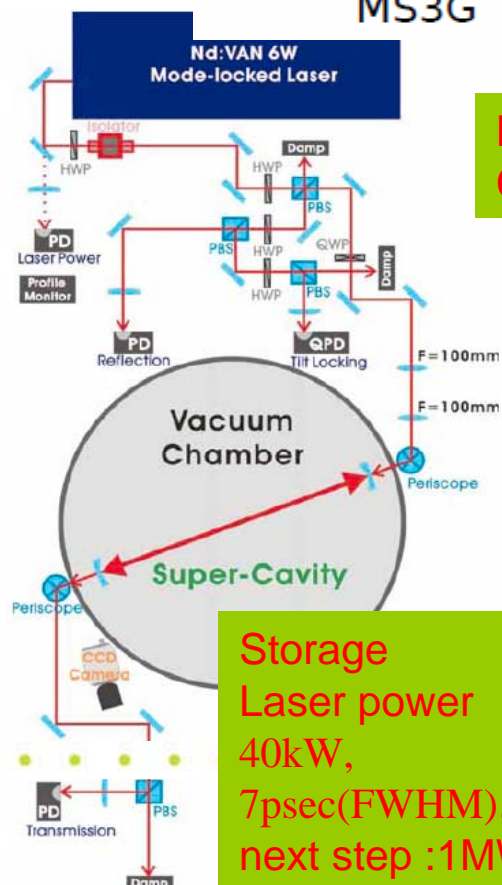 MS3G
Nd:VAN 6W
Mode-locked Laser
Isolator
HWP
HWP
Damp
PBS
PD
Laser Power
Profile
Monitor
PBS
HWP
QWP
Damp
HWP
PBS
PD
Reflection
QPD
Tilt Locking
F=100mm
F=100mm
Vacuum
Chamber
Periscope
Super-Cavity
Periscope
CCD
Camera
Storage
Laser power
40kW,
7psec(FWHM)
next step :1MW
PD
Transmission
PBS
Damp